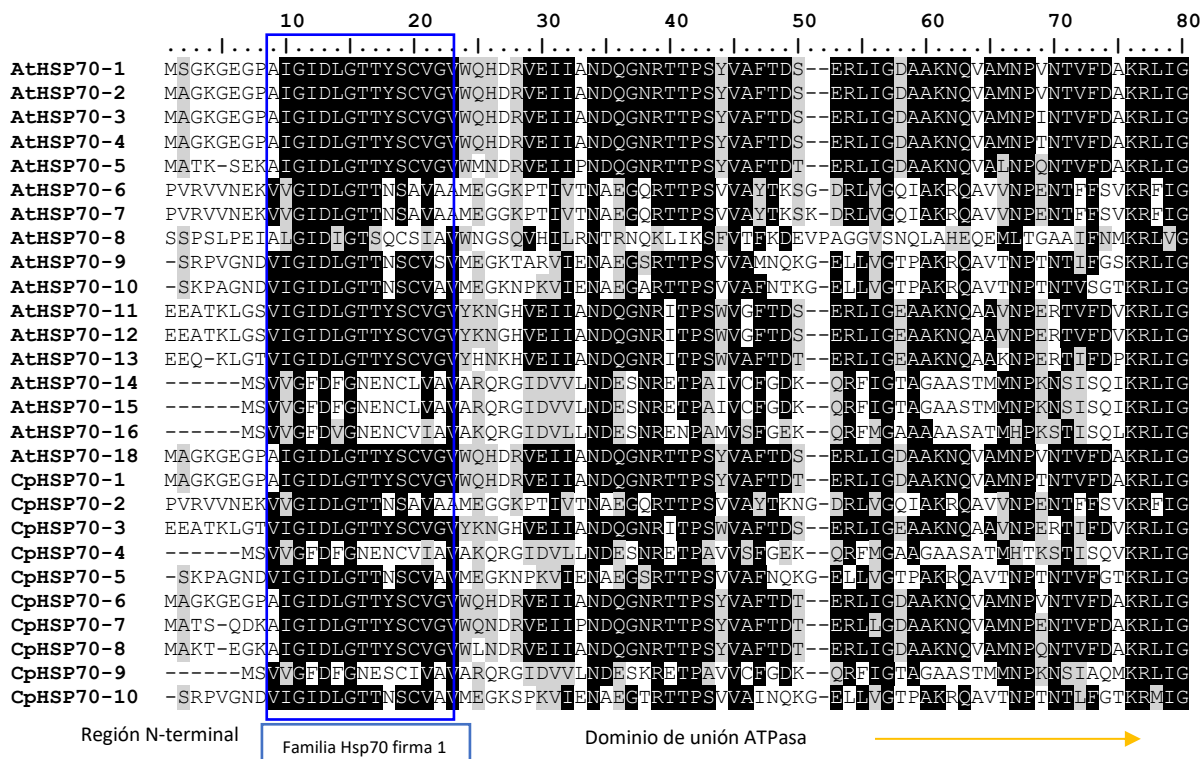 10 20 30 40 50 60 70 80
AtHSP70-1 MSGKGEGPAIGIDLGTTYSCVGVWQHDRVEIIANDQGNRTTPSYVAFTDS--ERLIGDAAKNQVAMNPVNTVFDAKRLIG
AtHSP70-2 MAGKGEGPAIGIDLGTTYSCVGVWQHDRVEIIANDQGNRTTPSYVAFTDS--ERLIGDAAKNQVAMNPVNTVFDAKRLIG
AtHSP70-3 MAGKGEGPAIGIDLGTTYSCVGVWQHDRVEIIANDQGNRTTPSYVAFTDS--ERLIGDAAKNQVAMNPINTVFDAKRLIG
AtHSP70-4 MAGKGEGPAIGIDLGTTYSCVGVWQHDRVEIIANDQGNRTTPSYVAFTDS--ERLIGDAAKNQVAMNPTNTVFDAKRLIG
AtHSP70-5 MATK-SEKAIGIDLGTTYSCVGVWMNDRVEIIPNDQGNRTTPSYVAFTDT--ERLIGDAAKNQVALNPQNTVFDAKRLIG
AtHSP70-6 PVRVVNEKVVGIDLGTTNSAVAAMEGGKPTIVTNAEGQRTTPSVVAYTKSG-DRLVGQIAKRQAVVNPENTFFSVKRFIG
AtHSP70-7 PVRVVNEKVVGIDLGTTNSAVAAMEGGKPTIVTNAEGQRTTPSVVAYTKSK-DRLVGQIAKRQAVVNPENTFFSVKRFIG
AtHSP70-8 SSPSLPEIALGIDIGTSQCSIAVWNGSQVHILRNTRNQKLIKSFVTFKDEVPAGGVSNQLAHEQEMLTGAAIFNMKRLVG
AtHSP70-9 -SRPVGNDVIGIDLGTTNSCVSVMEGKTARVIENAEGSRTTPSVVAMNQKG-ELLVGTPAKRQAVTNPTNTIFGSKRLIG
AtHSP70-10 -SKPAGNDVIGIDLGTTNSCVAVMEGKNPKVIENAEGARTTPSVVAFNTKG-ELLVGTPAKRQAVTNPTNTVSGTKRLIG
AtHSP70-11 EEATKLGSVIGIDLGTTYSCVGVYKNGHVEIIANDQGNRITPSWVGFTDS--ERLIGEAAKNQAAVNPERTVFDVKRLIG
AtHSP70-12 EEATKLGSVIGIDLGTTYSCVGVYKNGHVEIIANDQGNRITPSWVGFTDS--ERLIGEAAKNQAAVNPERTVFDVKRLIG
AtHSP70-13 EEQ-KLGTVIGIDLGTTYSCVGVYHNKHVEIIANDQGNRITPSWVAFTDT--ERLIGEAAKNQAAKNPERTIFDPKRLIG
AtHSP70-14 ------MSVVGFDFGNENCLVAVARQRGIDVVLNDESNRETPAIVCFGDK--QRFIGTAGAASTMMNPKNSISQIKRLIG
AtHSP70-15 ------MSVVGFDFGNENCLVAVARQRGIDVVLNDESNRETPAIVCFGDK--QRFIGTAGAASTMMNPKNSISQIKRLIG
AtHSP70-16 ------MSVVGFDVGNENCVIAVAKQRGIDVLLNDESNRENPAMVSFGEK--QRFMGAAAAASATMHPKSTISQLKRLIG
AtHSP70-18 MAGKGEGPAIGIDLGTTYSCVGVWQHDRVEIIANDQGNRTTPSYVAFTDS--ERLIGDAAKNQVAMNPTNTVFDAKRLIG
CpHSP70-1 MAGKGEGPAIGIDLGTTYSCVGVWQHDRVEIIANDQGNRTTPSYVAFTDT--ERLIGDAAKNQVAMNPINTVFDAKRLIG
CpHSP70-2 PVRVVNEKVVGIDLGTTNSAVAAMEGGKPTIVTNAEGQRTTPSVVAYTKNG-DRLVGQIAKRQAVVNPENTFFSVKRFIG
CpHSP70-3 EEATKLGTVIGIDLGTTYSCVGVYKNGHVEIIANDQGNRITPSWVAFTDS--ERLIGEAAKNQAAVNPERTIFDVKRLIG
CpHSP70-4 ------MSVVGFDFGNENCVIAVAKQRGIDVLLNDESNRETPAVVSFGEK--QRFMGAAGAASATMHTKSTISQVKRLIG
CpHSP70-5 -SKPAGNDVIGIDLGTTNSCVAVMEGKNPKVIENAEGSRTTPSVVAFNQKG-ELLVGTPAKRQAVTNPTNTVFGTKRLIG
CpHSP70-6 MAGKGEGPAIGIDLGTTYSCVGVWQHDRVEIIANDQGNRTTPSYVAFTDT--ERLIGDAAKNQVAMNPVNTVFDAKRLIG
CpHSP70-7 MATS-QDKAIGIDLGTTYSCVGVWQNDRVEIIPNDQGNRTTPSYVAFTDT--ERLLGDAAKNQVAMNPTNTVFDAKRLIG
CpHSP70-8 MAKT-EGKAIGIDLGTTYSCVGVWLNDRVEIIANDQGNRTTPSYVAFTDT--ERLIGDAAKNQVAMNPQNTVFDAKRLIG
CpHSP70-9 ------MSVVGFDFGNESCIVAVARQRGIDVVLNDESKRETPAVVCFGDK--QRFIGTAGAASTMMNPKNSIAQMKRLIG
CpHSP70-10 -SRPVGNDVIGIDLGTTNSCVAVMEGKSPKVIENAEGTRTTPSVVAINQKG-ELLVGTPAKRQAVTNPTNTLFGTKRMIG
Región N-terminal Familia Hsp70 firma 1 Dominio de unión ATPasa